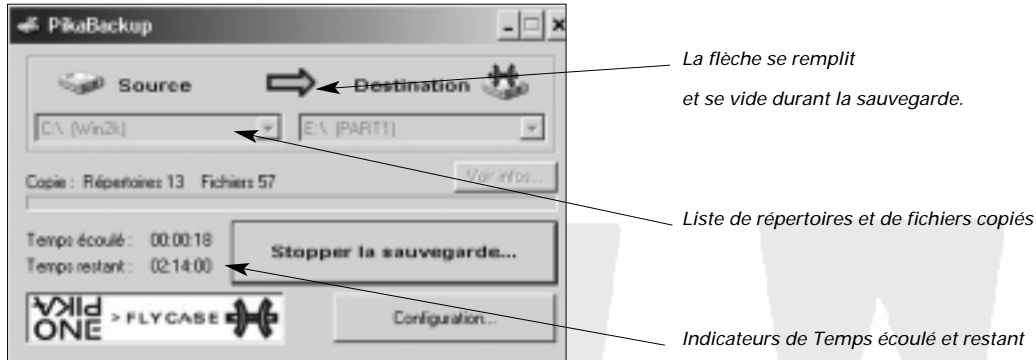 PikaBackup
La flèche se remplit
et se vide durant la sauvegarde.
Source
Destination
C:\. (Win2k)
E:\. (PART1)
Copie : Répertoires 13 Fichiers 57
Voir infos...
Liste de répertoires et de fichiers copiés
Temps écoulé : 00:00:18
Temps restant : 02:14:00
Stopper la sauvegarde...
PIKA
ONE
> FLYCASE
Configuration...
Indicateurs de Temps écoulé et restant